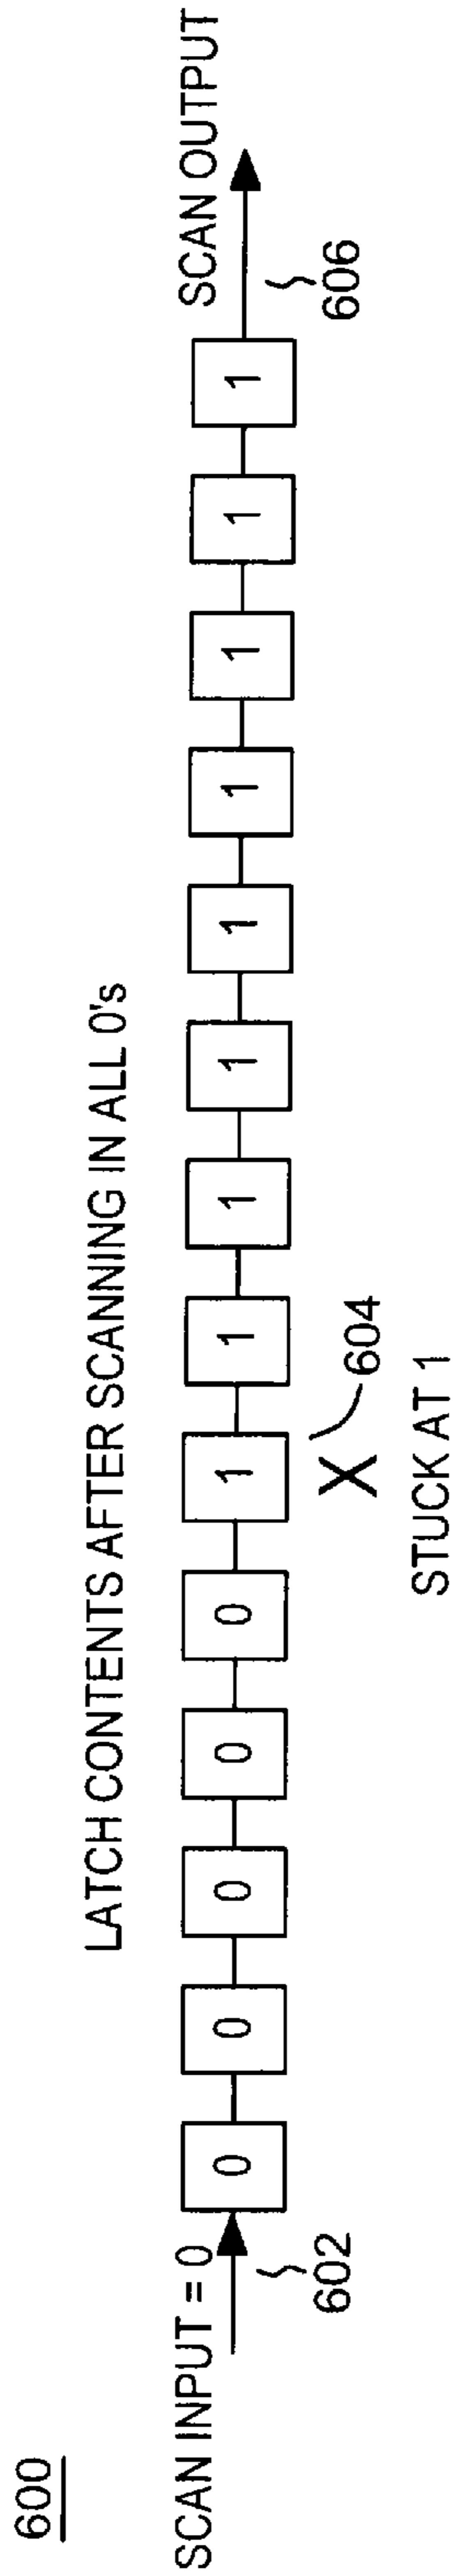 600
LATCH CONTENTS AFTER SCANNING IN ALL 0's
SCAN INPUT = 0
0 0 0 0 0 1 1 1 1 1 1 1 1 1
SCAN OUTPUT
602
X
604
606
STUCK AT 1